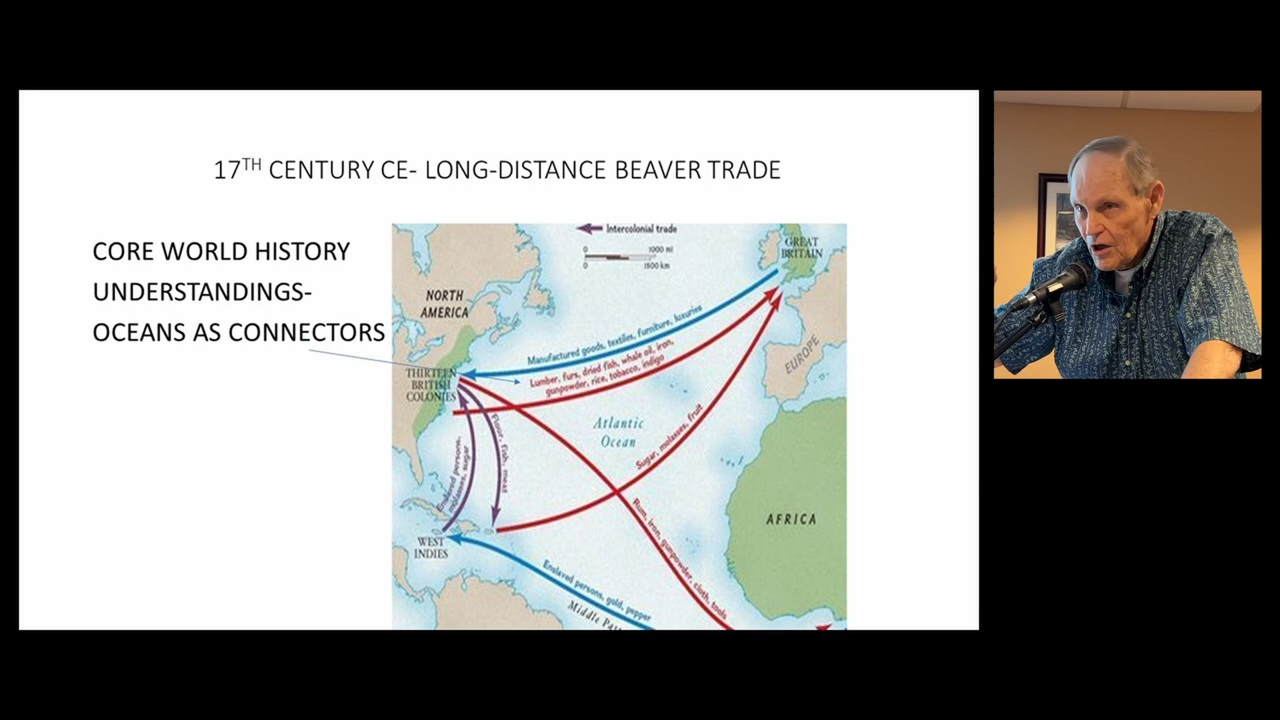 17TH CENTURY CE- LONG-DISTANCE BEAVER TRADE
CORE WORLD HISTORY
UNDERSTANDINGS-
OCEANS AS CONNECTORS
Intercolonial trade
0 1000 mi
0 1500 km
GREAT
BRITAIN
NORTH
AMERICA
EUROPE
Manufactured goods, textiles, furniture, luxuries
Lumber, furs, dried fish, whale oil, iron,
gunpowder, rice, tobacco, indigo
THIRTEEN
BRITISH
COLONIES
Atlantic
Ocean
Flour, fish, meat
Enslaved persons,
molasses, sugar
Sugar, molasses, fruit
Rum, iron, gunpowder, cloth, tools
AFRICA
WEST
INDIES
Enslaved persons, gold, pepper
Middle Pas